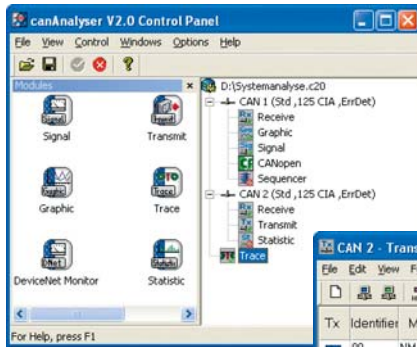 canAnalyser V2.0 Control Panel
File View Control Windows Options Help
Modules
Signal
Transmit
Graphic
Trace
DeviceNet Monitor
Statistic
D:\Systemanalyse.c20
CAN 1 (Std ,125 CIA ,ErrDet)
Receive
Graphic
Signal
CANopen
Sequencer
CAN 2 (Std ,125 CIA ,ErrDet)
Receive
Transmit
Statistic
Trace
For Help, press F1
CAN 2 - Trans
File Edit View F
Tx Identifier M